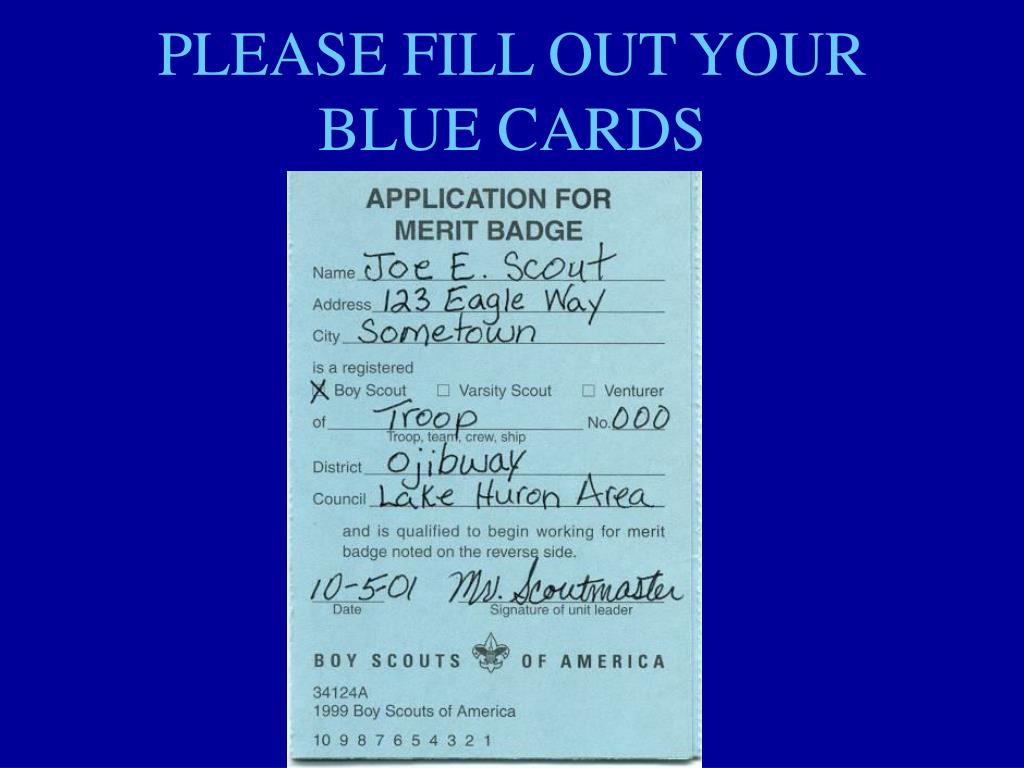 PLEASE FILL OUT YOUR
BLUE CARDS
APPLICATION FOR
MERIT BADGE
Name Joe E. Scout
Address 123 Eagle Way
City Sometown
is a registered
X Boy Scout □ Varsity Scout □ Venturer
of Troop No. 000
Troop, team, crew, ship
District Ojibway
Council Lake Huron Area
and is qualified to begin working for merit
badge noted on the reverse side.
10-5-01 Mr. Scoutmaster
Date Signature of unit leader
BOY SCOUTS OF AMERICA
34124A
1999 Boy Scouts of America
10 9 8 7 6 5 4 3 2 1